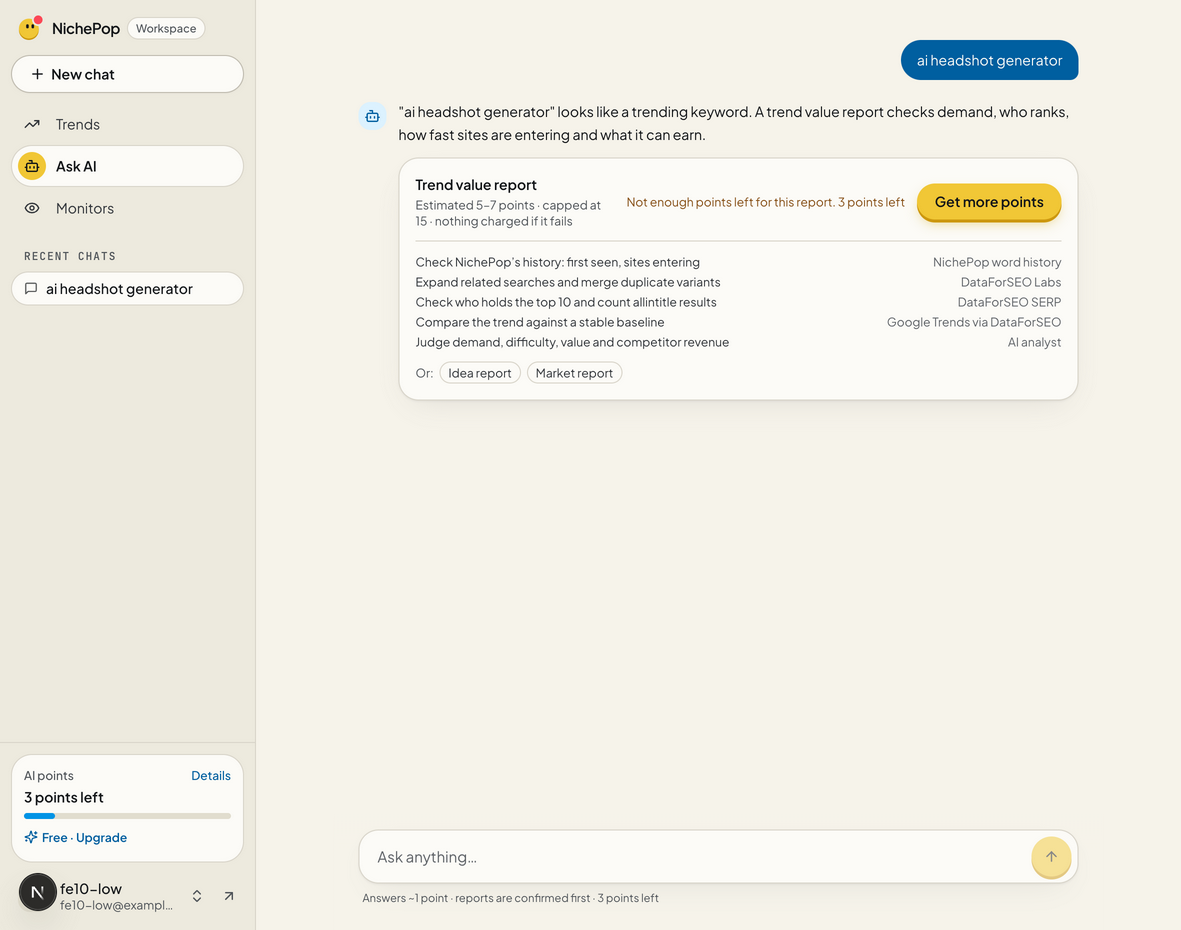 NichePop Workspace
New chat
Trends
Ask AI
Monitors
RECENT CHATS
ai headshot generator
AI points Details
3 points left
Free · Upgrade
N
fe10-low
fe10-low@exampl...
ai headshot generator
"ai headshot generator" looks like a trending keyword. A trend value report checks demand, who ranks,
how fast sites are entering and what it can earn.
Trend value report
Estimated 5–7 points · capped at
15 · nothing charged if it fails
Not enough points left for this report. 3 points left
Get more points
Check NichePop's history: first seen, sites entering NichePop word history
Expand related searches and merge duplicate variants DataForSEO Labs
Check who holds the top 10 and count allintitle results DataForSEO SERP
Compare the trend against a stable baseline Google Trends via DataForSEO
Judge demand, difficulty, value and competitor revenue AI analyst
Or: Idea report Market report
Ask anything...
Answers ~1 point · reports are confirmed first · 3 points left